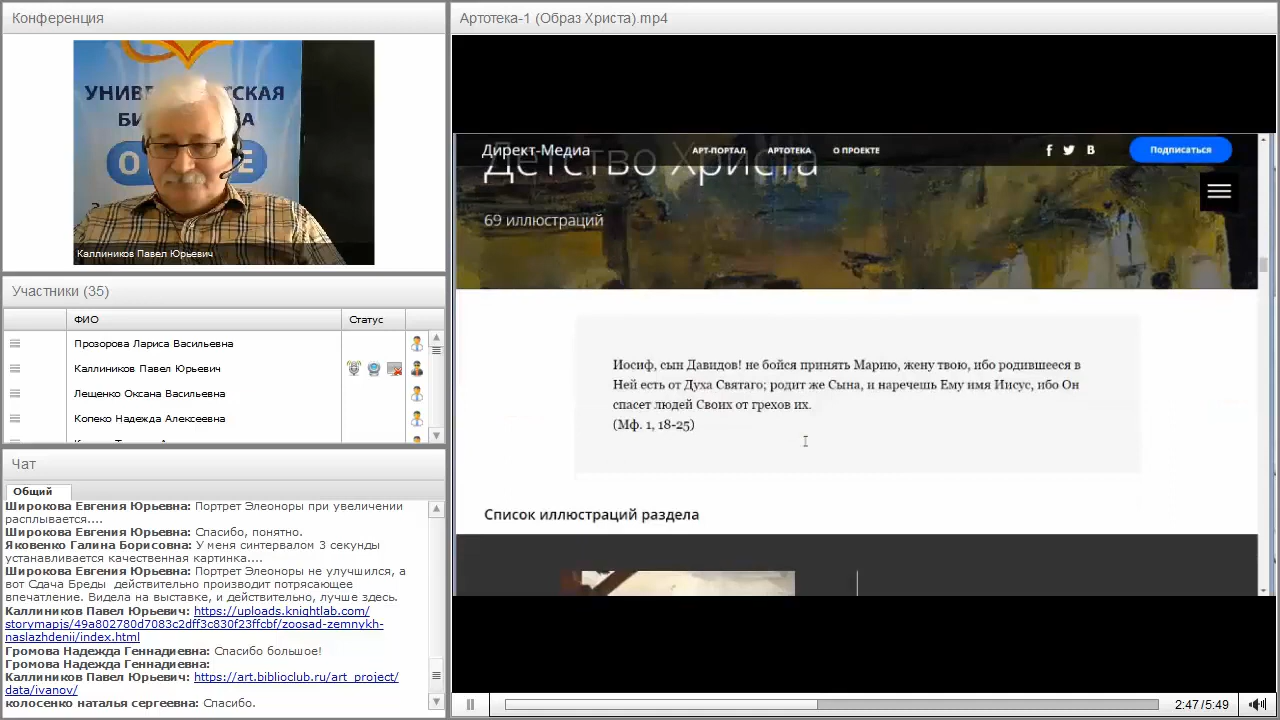 Конференция
УНИВ
СКАЯ
БИ
А
О
Е
Каллиников Павел Юрьевич
Участники (35)
ФИО
Статус
Прозорова Лариса Васильевна
Каллиников Павел Юрьевич
Лещенко Оксана Васильевна
Копеко Надежда Алексеевна
Чат
Общий
Широкова Евгения Юрьевна: Портрет Элеоноры при увеличении
расплывается....
Широкова Евгения Юрьевна: Спасибо, понятно.
Яковенко Галина Борисовна: У меня синтервалом 3 секунды
устанавливается качественная картинка....
Широкова Евгения Юрьевна: Портрет Элеоноры не улучшился, а
вот Сдача Бреды действительно производит потрясающее
впечатление. Видела на выставке, и действительно, лучше здесь.
Каллиников Павел Юрьевич: https://uploads.knightlab.com/
storymapjs/49a802780d7083c2dff3c830f23ffcbf/zoosad-zemnykh-
naslazhdenii/index.html
Громова Надежда Геннадиевна: Спасибо большое!
Громова Надежда Геннадиевна:
Каллиников Павел Юрьевич: https://art.biblioclub.ru/art_project/
data/ivanov/
колосенко наталья сергеевна: Спасибо.
Артотека-1 (Образ Христа).mp4
Директ-Медиа
АРТ-ПОРТАЛ АРТОТЕКА О ПРОЕКТЕ
f В
Подписаться
Детство Христа
69 иллюстраций
Иосиф, сын Давидов! не бойся принять Марию, жену твою, ибо родившееся в
Ней есть от Духа Святаго; родит же Сына, и наречешь Ему имя Иисус, ибо Он
спасет людей Своих от грехов их.
(Мф. 1, 18-25)
Список иллюстраций раздела
2:47/5:49